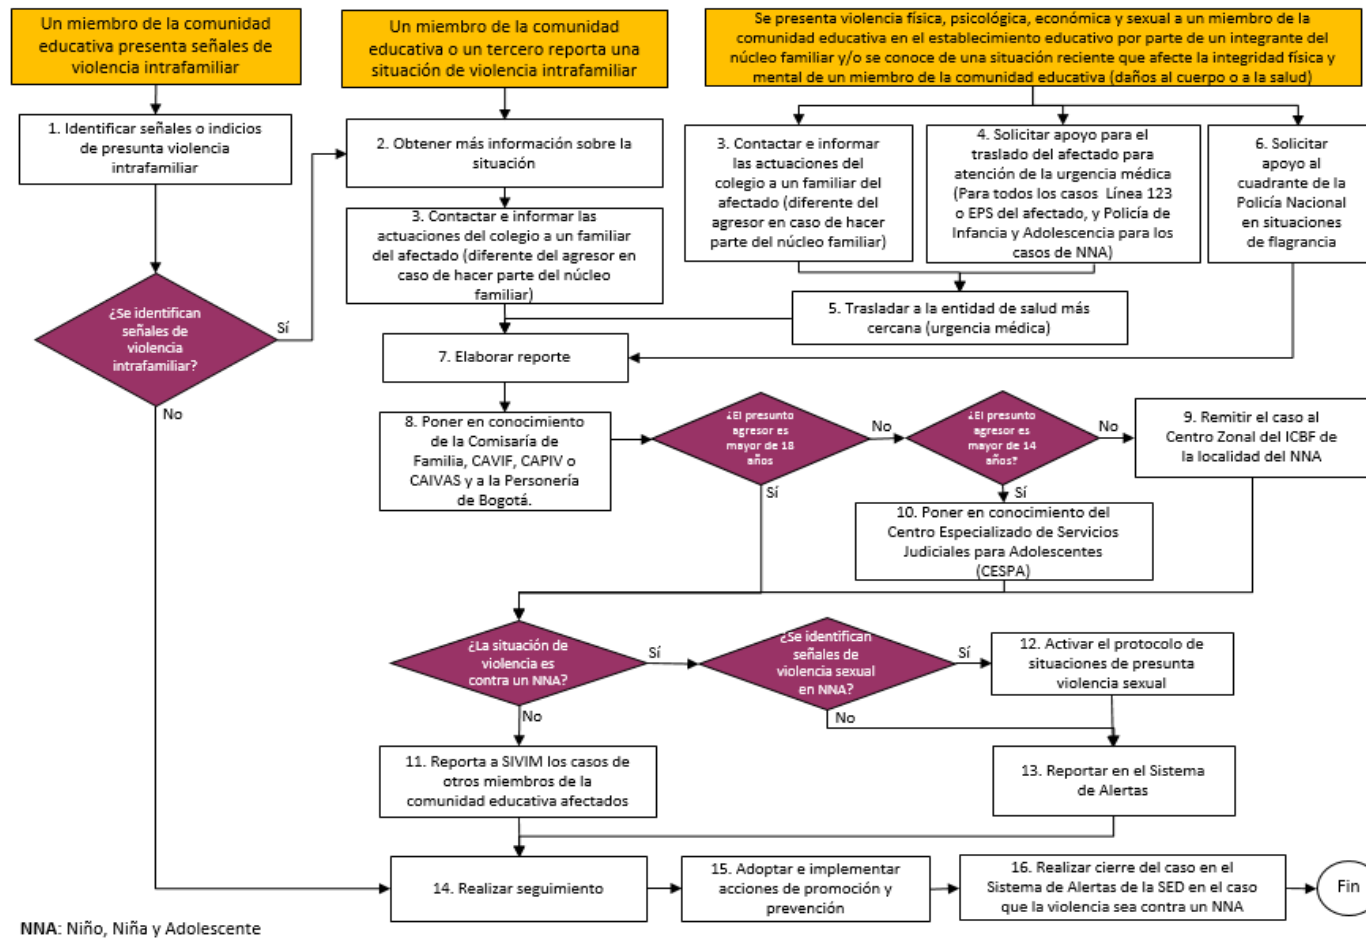 Un miembro de la comunidad
educativa presenta señales de
violencia intrafamiliar
Un miembro de la comunidad
educativa o un tercero reporta una
situación de violencia intrafamiliar
Se presenta violencia física, psicológica, económica y sexual a un miembro de la
comunidad educativa en el establecimiento educativo por parte de un integrante del
núcleo familiar y/o se conoce de una situación reciente que afecte la integridad física y
mental de un miembro de la comunidad educativa (daños al cuerpo o a la salud)
1. Identificar señales o indicios
de presunta violencia
intrafamiliar
2. Obtener más información sobre la
situación
3. Contactar e informar
las actuaciones del
colegio a un familiar del
afectado (diferente del
agresor en caso de hacer
parte del núcleo familiar)
4. Solicitar apoyo para el
traslado del afectado para
atención de la urgencia médica
(Para todos los casos Línea 123
o EPS del afectado, y Policía de
Infancia y Adolescencia para los
casos de NNA)
6. Solicitar
apoyo al
cuadrante de la
Policía Nacional
en situaciones
de flagrancia
3. Contactar e informar las
actuaciones del colegio a un familiar
del afectado (diferente del agresor en
caso de hacer parte del núcleo
familiar)
5. Trasladar a la entidad de salud más
cercana (urgencia médica)
¿Se identifican
señales de
violencia
intrafamiliar?
Sí
No
7. Elaborar reporte
8. Poner en conocimiento
de la Comisaría de
Familia, CAVIF, CAPIV o
CAIVAS y a la Personería
de Bogotá.
¿El presunto
agresor es
mayor de 18
años
No
Sí
¿El presunto
agresor es
mayor de 14
años?
No
Sí
9. Remitir el caso al
Centro Zonal del ICBF de
la localidad del NNA
10. Poner en conocimiento del
Centro Especializado de Servicios
Judiciales para Adolescentes
(CESPA)
¿La situación de
violencia es
contra un NNA?
Sí
No
¿Se identifican
señales de
violencia sexual
en NNA?
Sí
No
12. Activar el protocolo de
situaciones de presunta
violencia sexual
11. Reporta a SIVIM los casos de
otros miembros de la
comunidad educativa afectados
13. Reportar en el Sistema
de Alertas
14. Realizar seguimiento
15. Adoptar e implementar
acciones de promoción y
prevención
16. Realizar cierre del caso en el
Sistema de Alertas de la SED en el caso
que la violencia sea contra un NNA
Fin
NNA: Niño, Niña y Adolescente